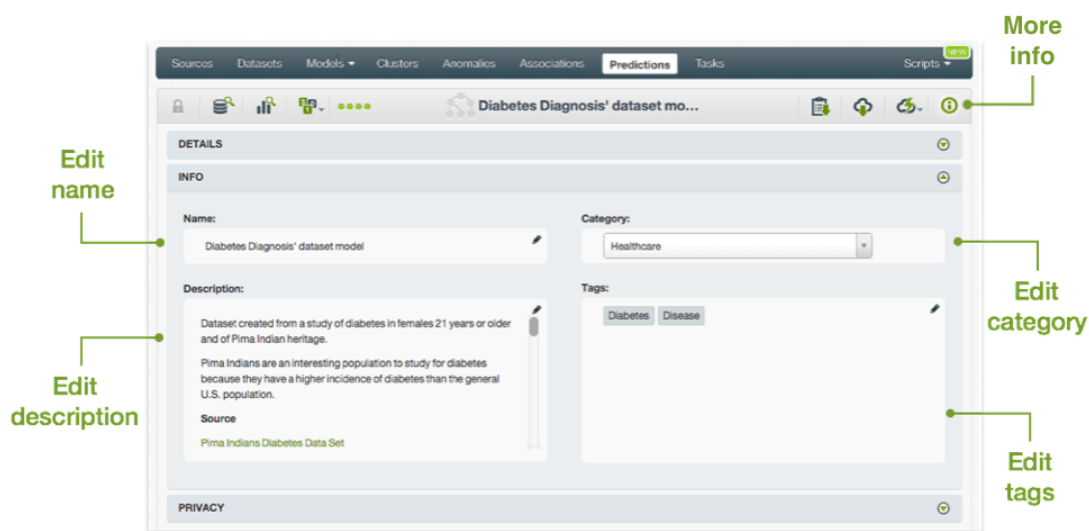 More
info
Sources Datasets Models Clusters Anomalies Associations Predictions Tasks Scripts
Diabetes Diagnosis' dataset mo...
DETAILS
Edit
name
INFO
Name:
Category:
Diabetes Diagnosis' dataset model
Healthcare
Description:
Tags:
Edit
category
Dataset created from a study of diabetes in females 21 years or older
and of Pima Indian heritage.
Diabetes Disease
Pima Indians are an interesting population to study for diabetes
because they have a higher incidence of diabetes than the general
U.S. population.
Edit
description
Source
Pima Indians Diabetes Data Set
Edit
tags
PRIVACY